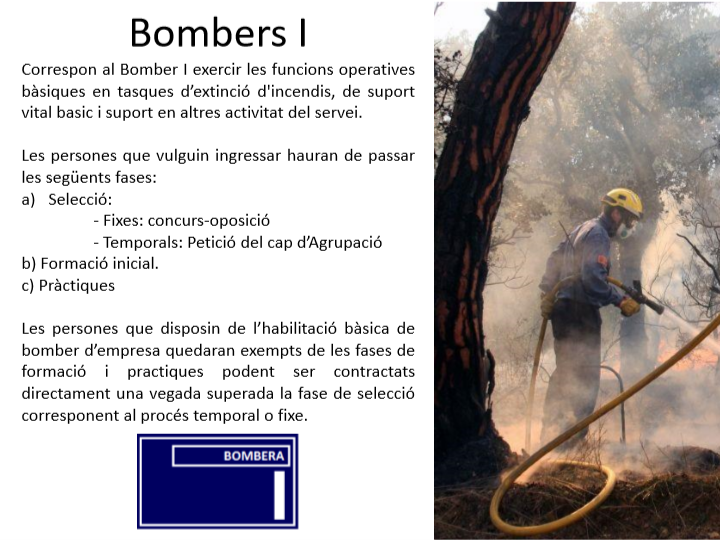 Bombers I
Correspon al Bomber I exercir les funcions operatives
bàsiques en tasques d’extinció d'incendis, de suport
vital basic i suport en altres activitat del servei.
Les persones que vulguin ingressar hauran de passar
les següents fases:
a) Selecció:
- Fixes: concurs-oposició
- Temporals: Petició del cap d’Agrupació
b) Formació inicial.
c) Pràctiques
Les persones que disposin de l’habilitació bàsica de
bomber d’empresa quedaran exempts de les fases de
formació i practiques podent ser contractats
directament una vegada superada la fase de selecció
corresponent al procés temporal o fixe.
BOMBERA